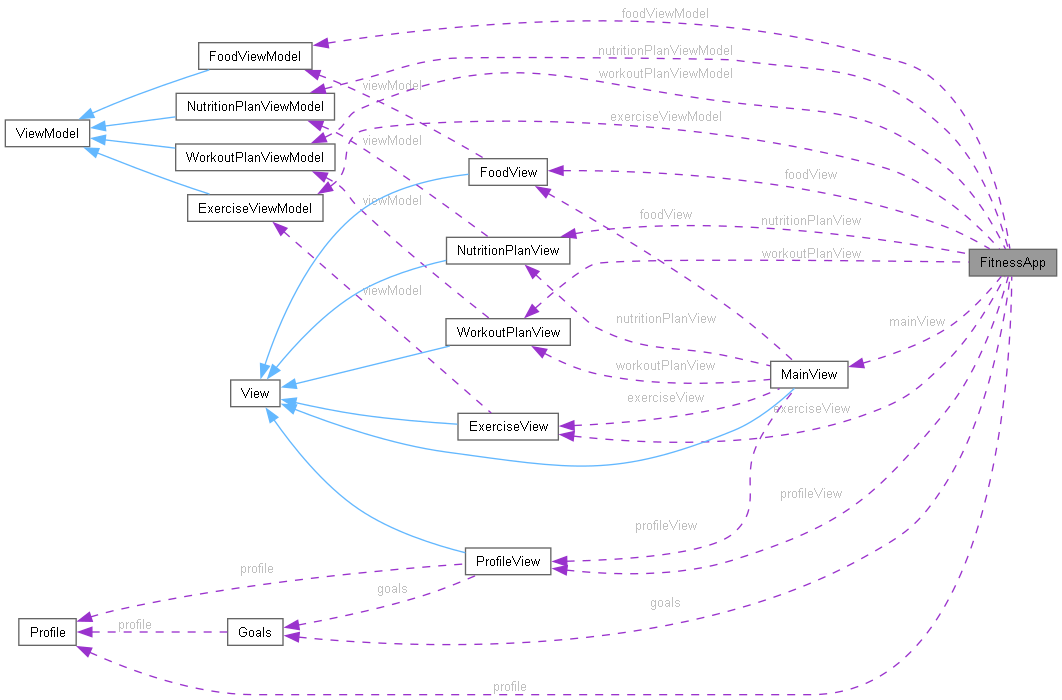 foodViewModel
nutritionPlanViewModel
FoodViewModel
workoutPlanViewModel
viewModel
NutritionPlanViewModel
exerciseViewModel
ViewModel
viewModel
WorkoutPlanViewModel
FoodView
foodView
viewModel
ExerciseViewModel
foodView
nutritionPlanView
NutritionPlanView
workoutPlanView
FitnessApp
viewModel
nutritionPlanView
mainView
WorkoutPlanView
workoutPlanView
MainView
View
exerciseView
exerciseView
ExerciseView
profileView
profileView
ProfileView
profile
goals
goals
profile
Profile
Goals
profile